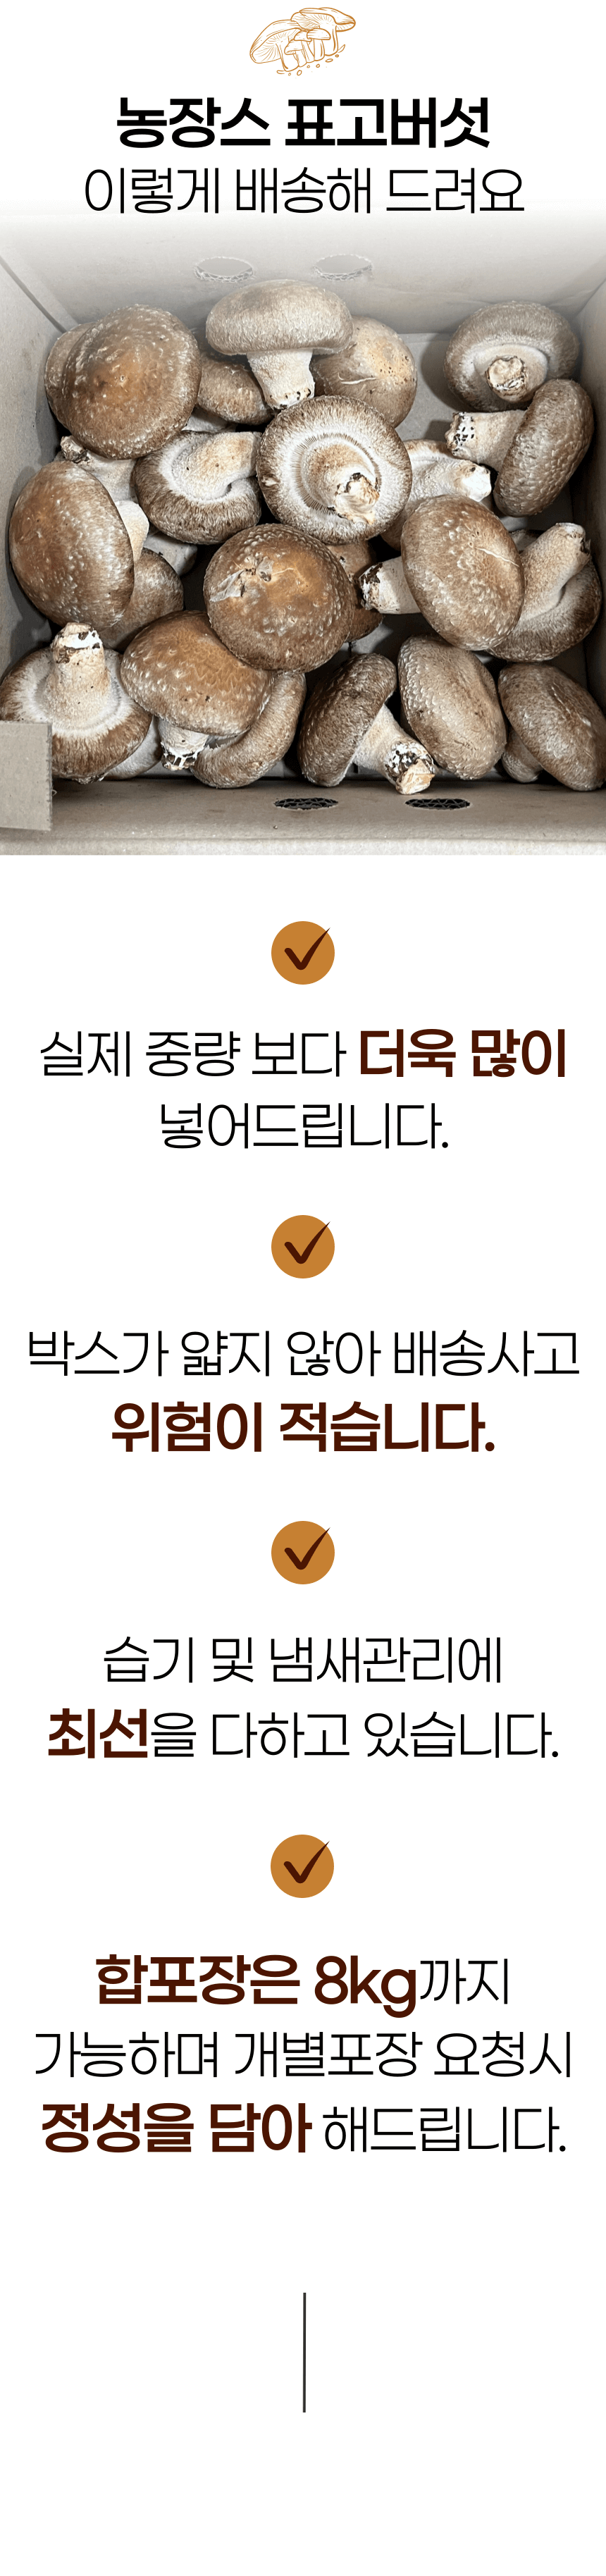 농장스 표고버섯
이렇게 배송해 드려요
실제 중량 보다 더욱 많이
넣어드립니다.
박스가 얇지 않아 배송사고
위험이 적습니다.
습기 및 냄새관리에
최선을 다하고 있습니다.
합포장은 8kg까지
가능하며 개별포장 요청시
정성을 담아 해드립니다.